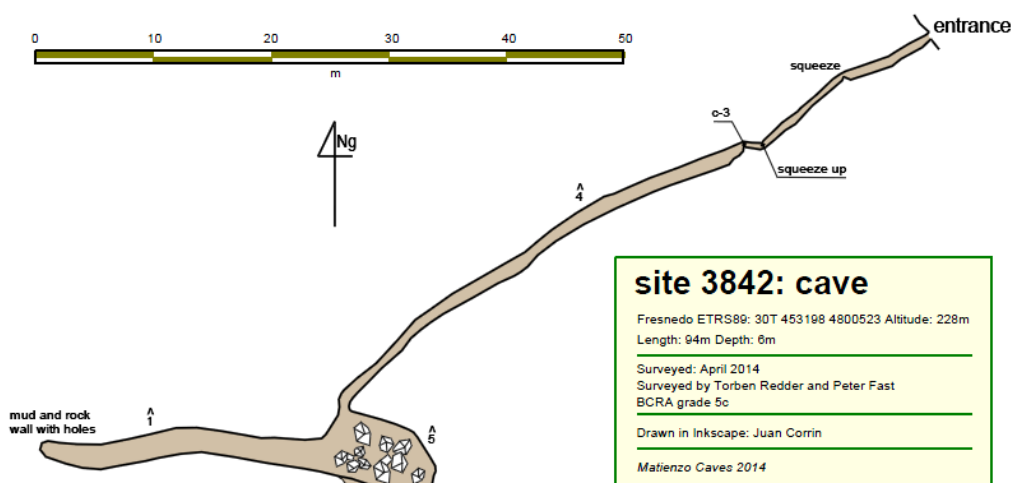 0 10 20 30 40 50
m
entrance
squeeze
c-3
squeeze up
Ng
^
4
mud and rock
wall with holes
^
1
^
5
site 3842: cave
Fresnedo ETRS89: 30T 453198 4800523 Altitude: 228m
Length: 94m Depth: 6m
Surveyed: April 2014
Surveyed by Torben Redder and Peter Fast
BCRA grade 5c
Drawn in Inkscape: Juan Corrin
Matienzo Caves 2014